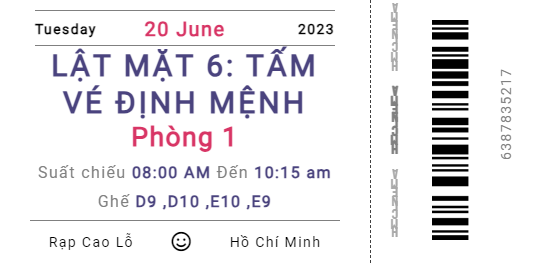 Tuesday 20 June 2023
LẬT MẶT 6: TẤM
VÉ ĐỊNH MỆNH
Phòng 1
Suất chiếu 08:00 AM Đến 10:15 am
Ghế D9 ,D10 ,E10 ,E9
Rạp Cao Lỗ Hồ Chí Minh
6387835217